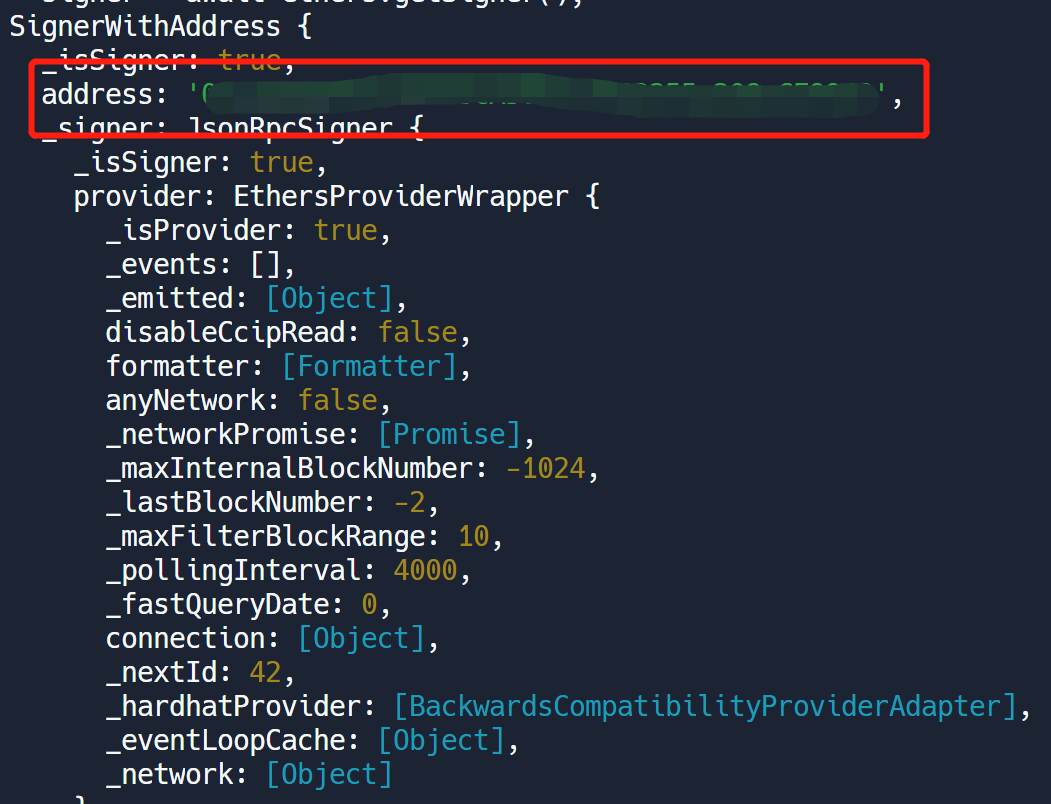 SignerWithAddress {
_isSigner: true,
address: '
_signer: JsonRpcSigner {
_isSigner: true,
provider: EthersProviderWrapper {
_isProvider: true,
_events: [],
_emitted: [Object],
disableCcipRead: false,
formatter: [Formatter],
anyNetwork: false,
_networkPromise: [Promise],
_maxInternalBlockNumber: -1024,
_lastBlockNumber: -2,
_maxFilterBlockRange: 10,
_pollingInterval: 4000,
_fastQueryDate: 0,
connection: [Object],
_nextId: 42,
_hardhatProvider: [BackwardsCompatibilityProviderAdapter],
_eventLoopCache: [Object],
_network: [Object]